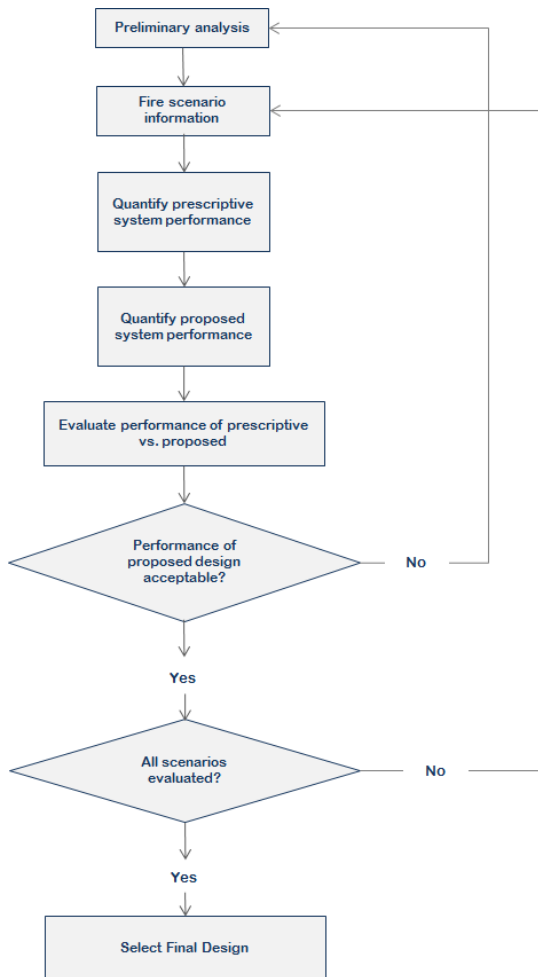 Preliminary analysis
Fire scenario
information
Quantify prescriptive
system performance
Quantify proposed
system performance
Evaluate performance of prescriptive
vs. proposed
Performance of
proposed design
acceptable?
No
Yes
All scenarios
evaluated?
No
Yes
Select Final Design